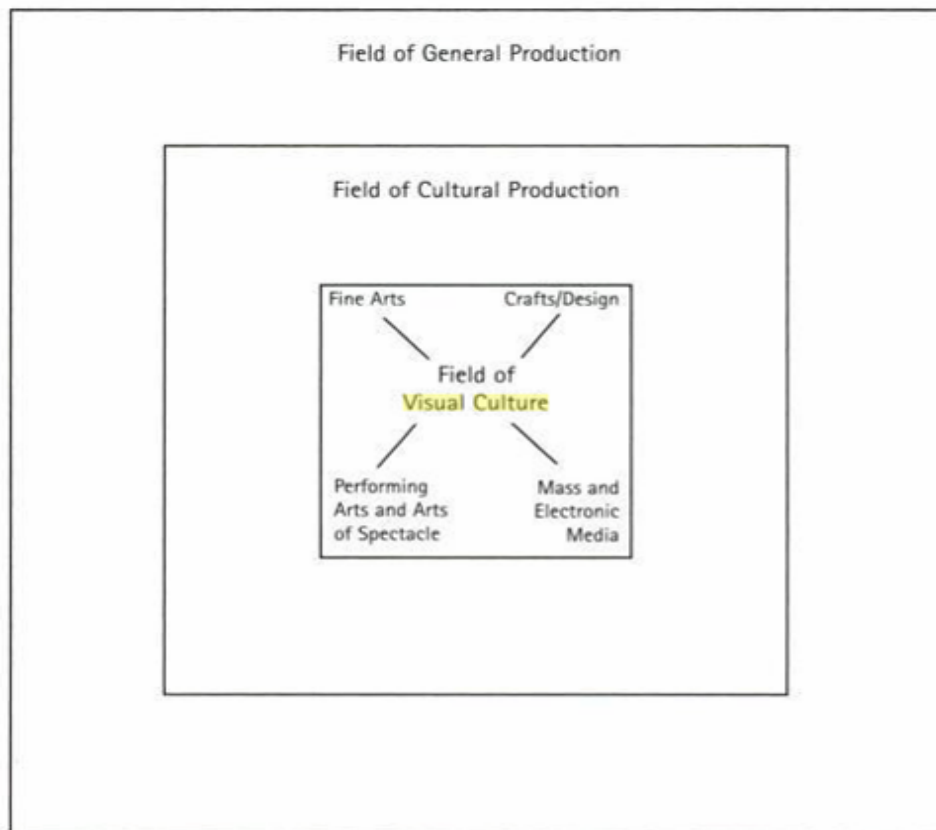 Field of General Production
Field of Cultural Production
Fine Arts
Crafts/Design
Field of
Visual Culture
Performing
Arts and Arts
of Spectacle
Mass and
Electronic
Media